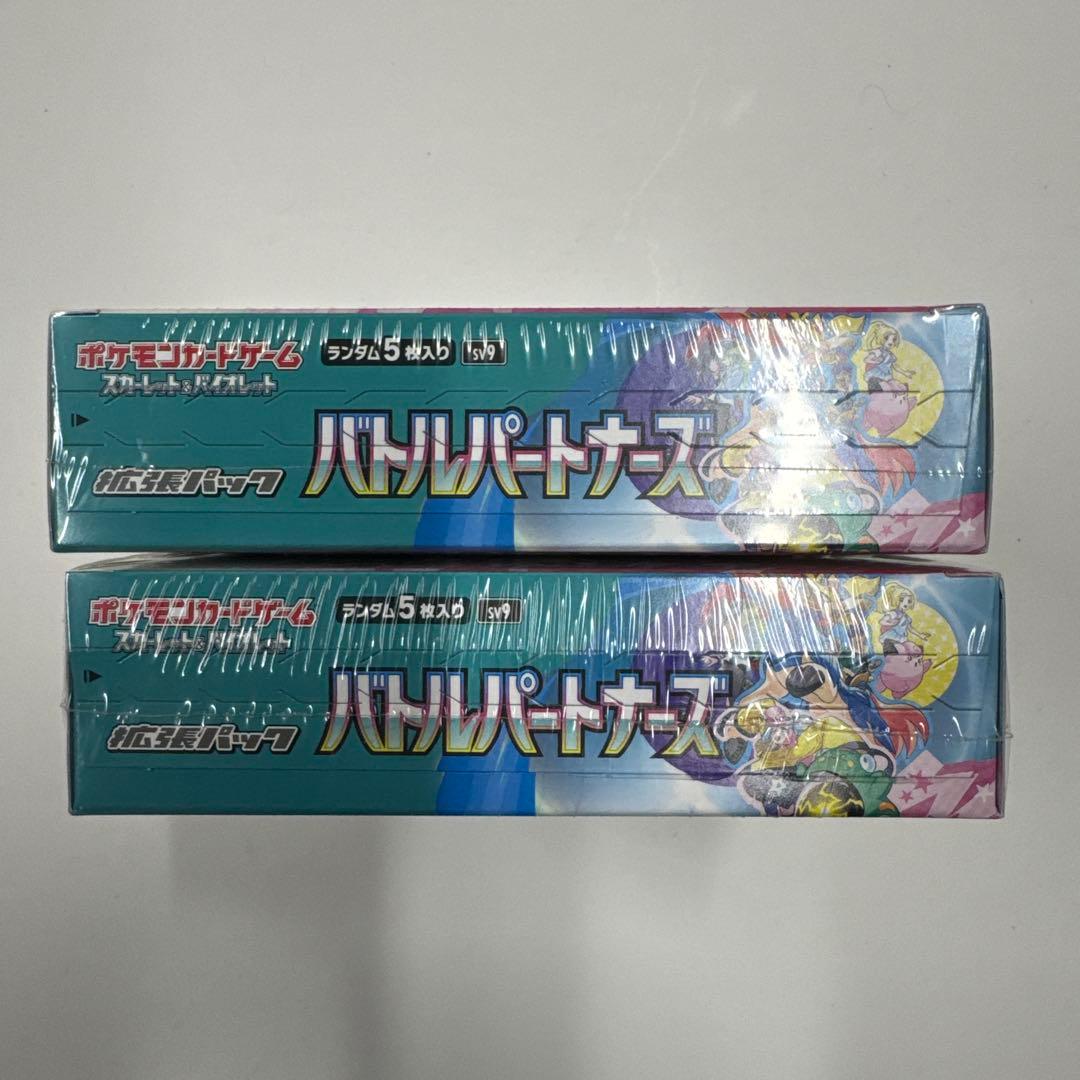 ポケモンカードゲーム ランダム5枚入り sv9
スカーレット&バイオレット
バトルパートナーズ
拡張パック
ポケモンカードゲーム ランダム5枚入り sv9
スカーレット&バイオレット
バトルパートナーズ
拡張パック